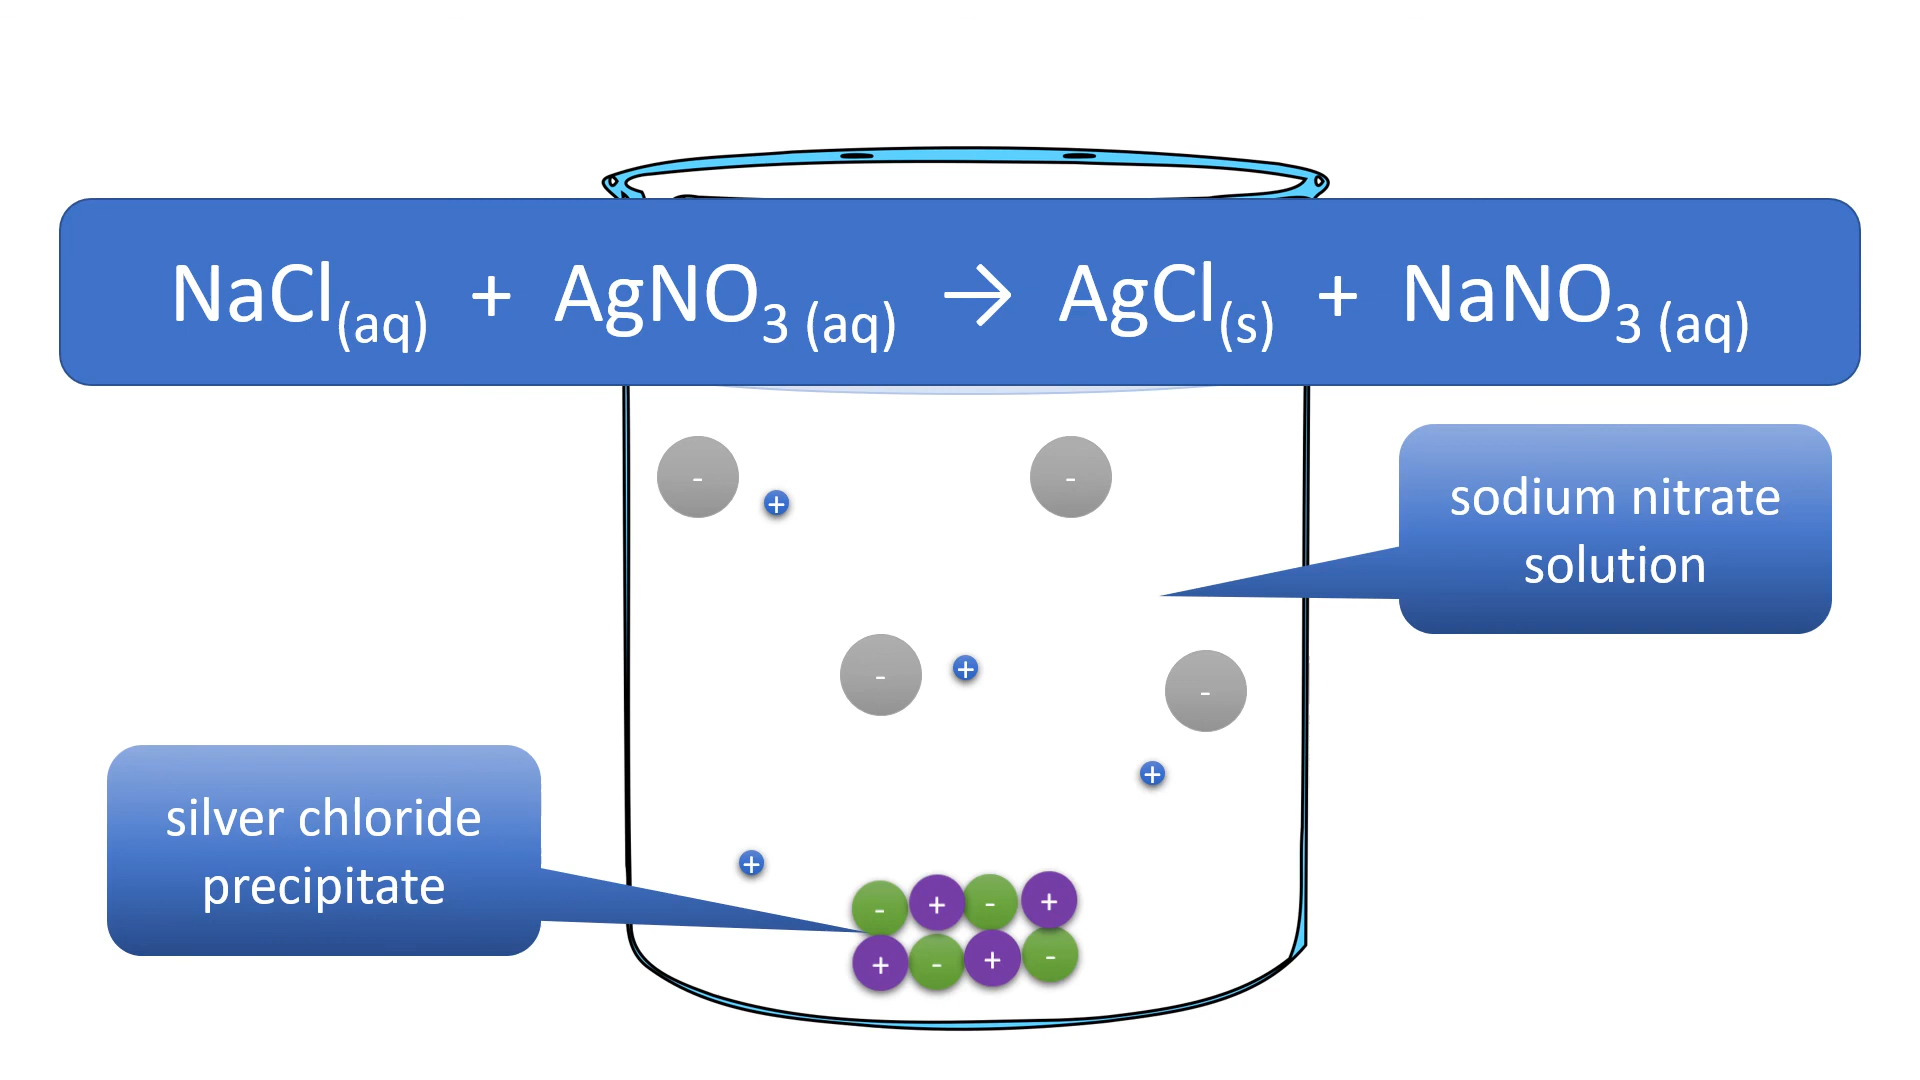 NaCl(aq) + AgNO3 (aq) → AgCl(s) + NaNO3 (aq)
- -
+
sodium nitrate
solution
- + -
+
silver chloride
precipitate
+
- + - +
+ - + -